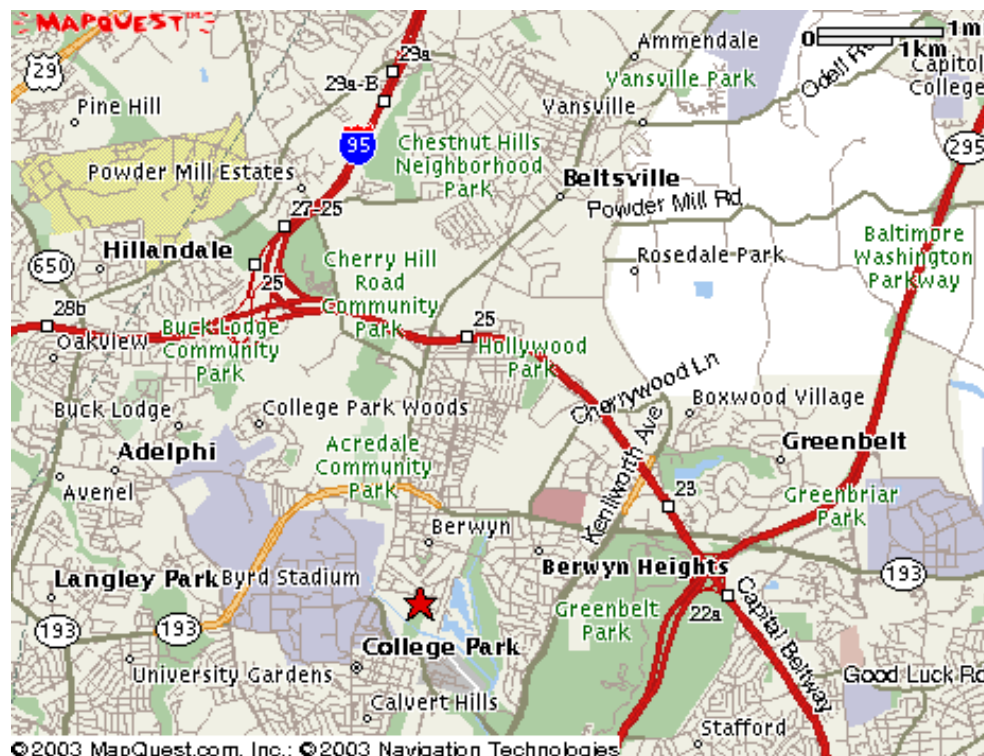 MAPQUEST
0 1mi
1km
29
29a
29a-B
Ammendale
Vansville Park
Odell Rd
Capitol
College
Pine Hill
Vansville
95
Chestnut Hills
Neighborhood
Park
295
Powder Mill Estates
Beltsville
Powder Mill Rd
27-25
Hillandale
650
25
Cherry Hill
Road
Community
Park
Rosedale Park
Baltimore
Washington
Parkway
28b
Oakview
Buck Lodge
Community
Park
25
Hollywood
Park
Cherrywood Ln
Buck Lodge
College Park Woods
Boxwood Village
Adelphi
Acredale
Community
Park
Kenilworth Ave
Greenbelt
Avenel
23
Greenbriar
Park
Berwyn
Langley Park
Byrd Stadium
Berwyn Heights
193
193
193
Greenbelt
Park
22a
Capital Beltway
College Park
University Gardens
Good Luck Rd
Calvert Hills
Stafford
©2003 MapQuest.com, Inc.; ©2003 Navigation Technologies